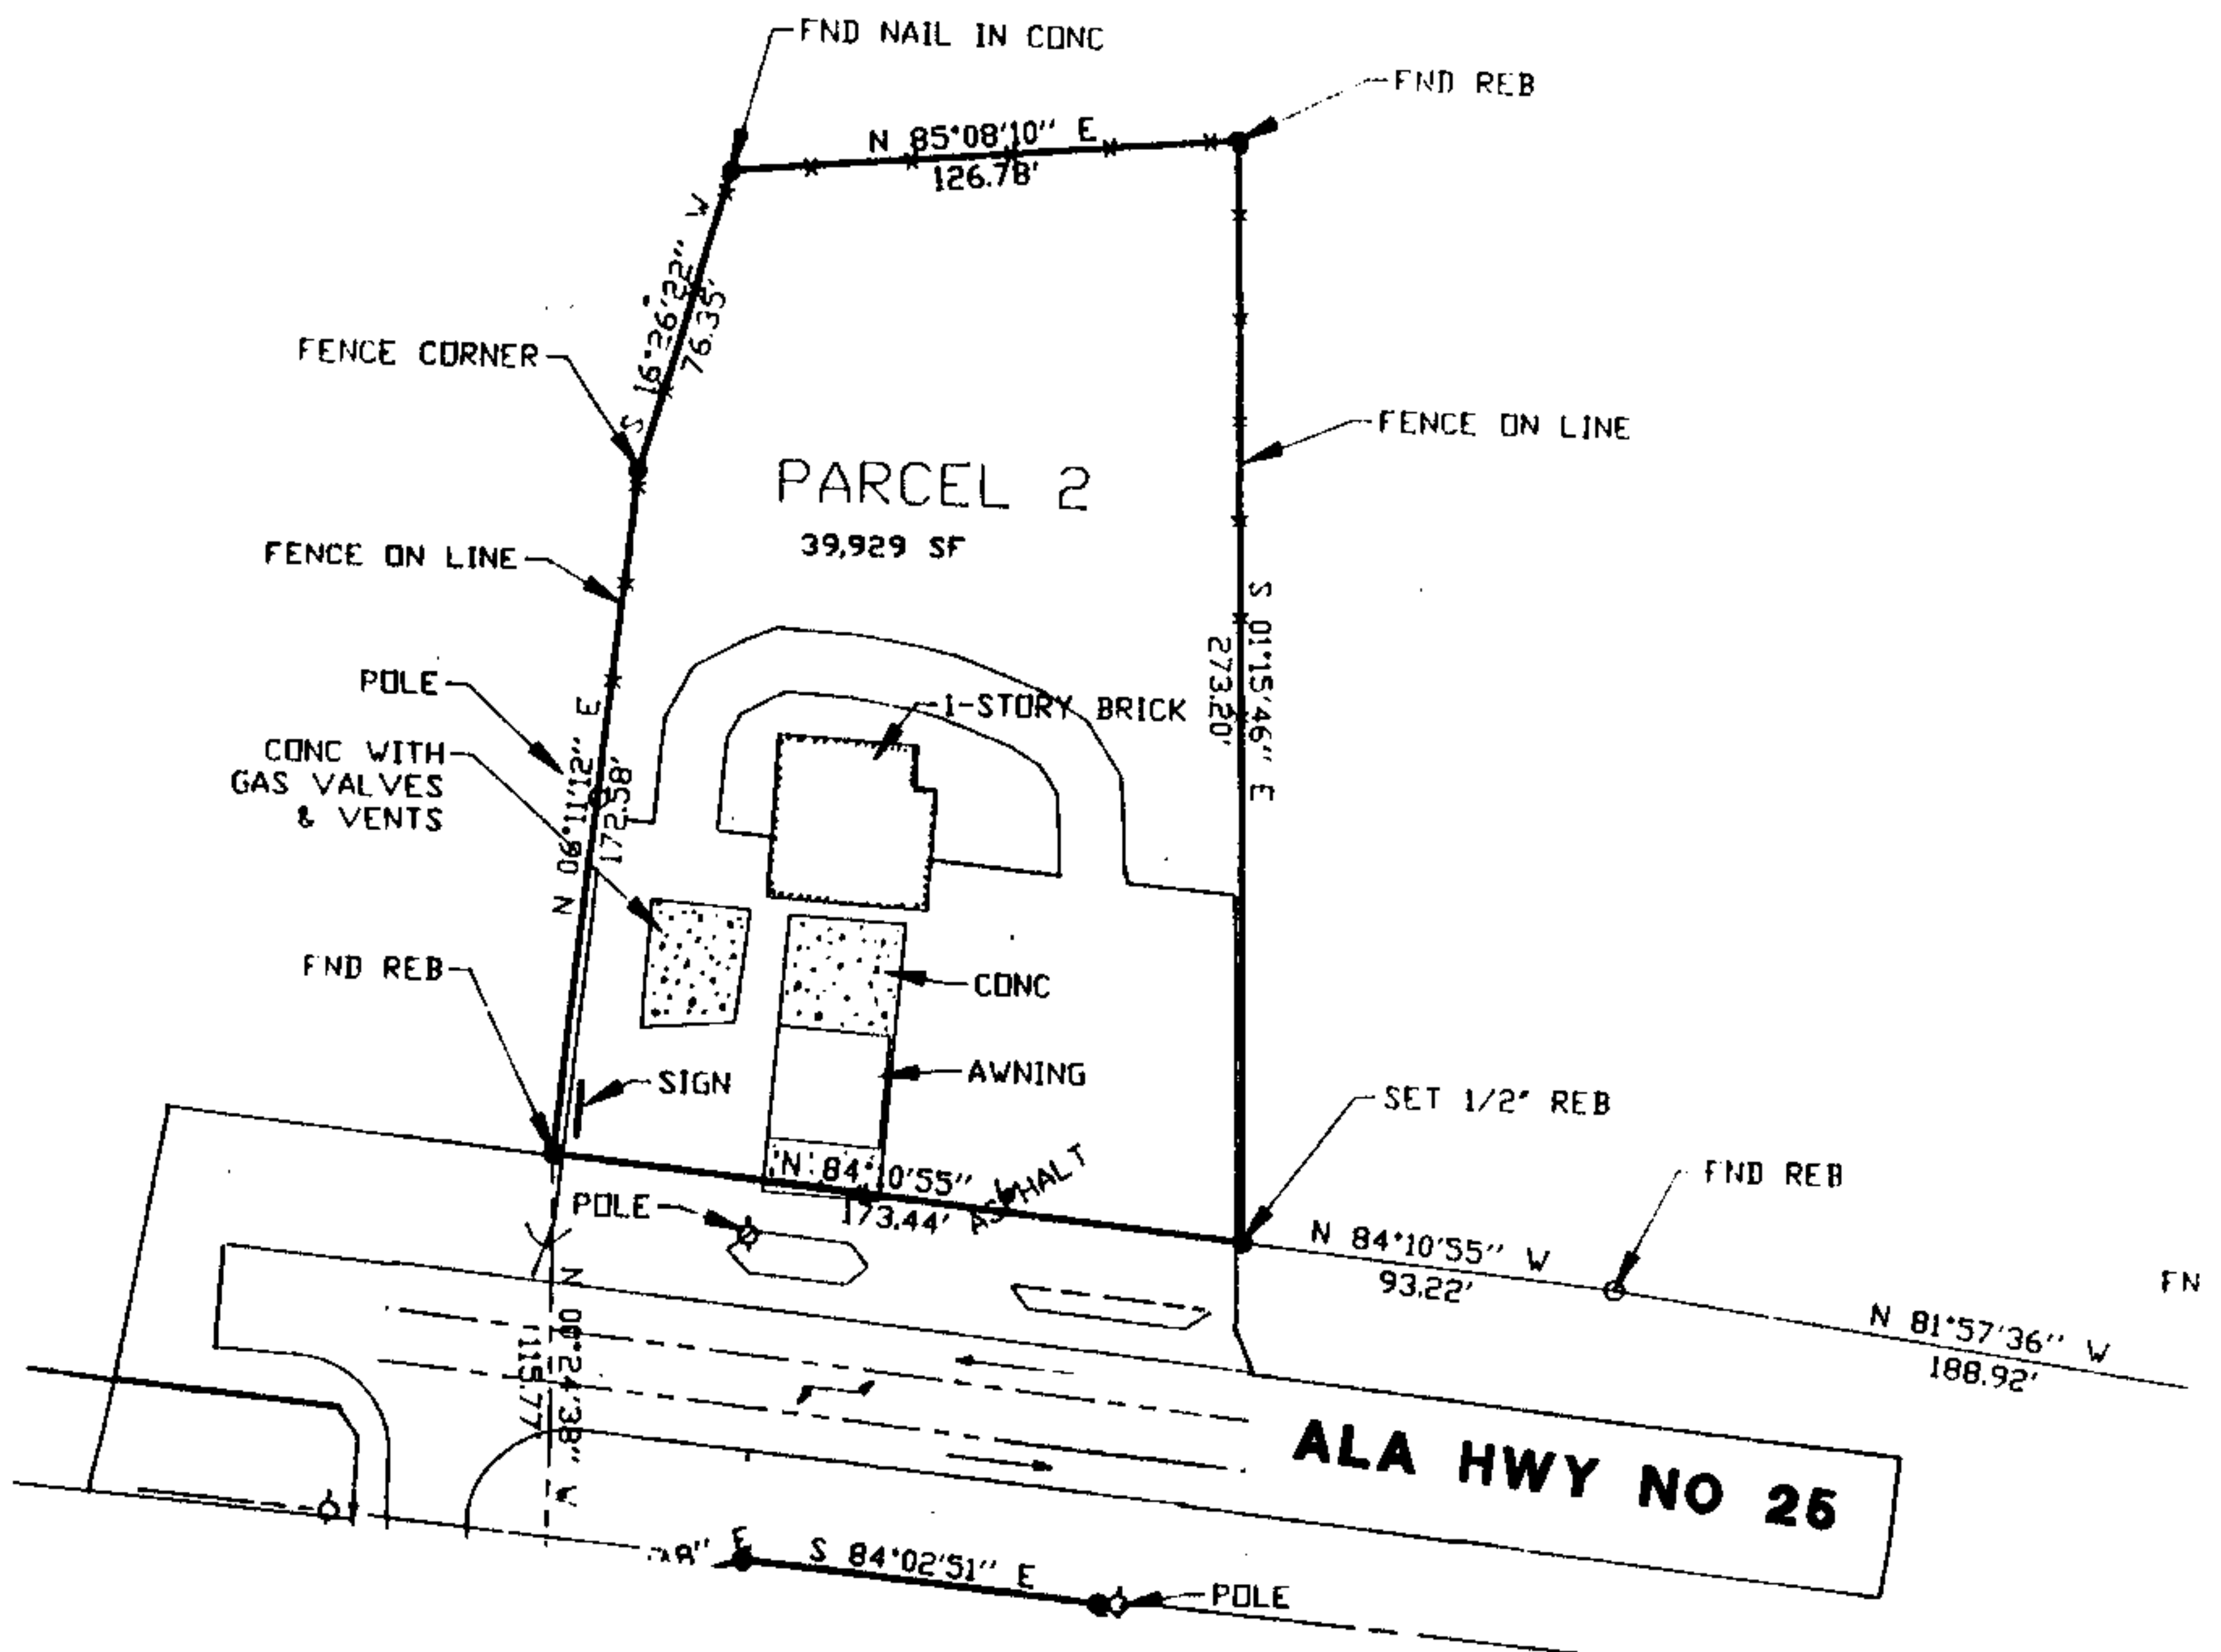 FND NAIL IN CONC
FND REB
N 85°08'10" E
126.78'
S 16°26'22" W
76.35'
FENCE CORNER
FENCE ON LINE
PARCEL 2
39,929 SF
FENCE ON LINE
S 01°15'46" E
273.20'
POLE
1-STORY BRICK
CONC WITH
GAS VALVES
& VENTS
N 06°11'12" E
172.58'
FND REB
CONC
SIGN
AWNING
SET 1/2" REB
N 84°10'55"
173.44'
ASPHALT
FND REB
POLE
N 84°10'55" W
93.22'
FN
N 81°57'36" W
188.92'
N 00°24'38" W
115.77'
ALA HWY NO 25
38" E
S 84°02'51" E
POLE